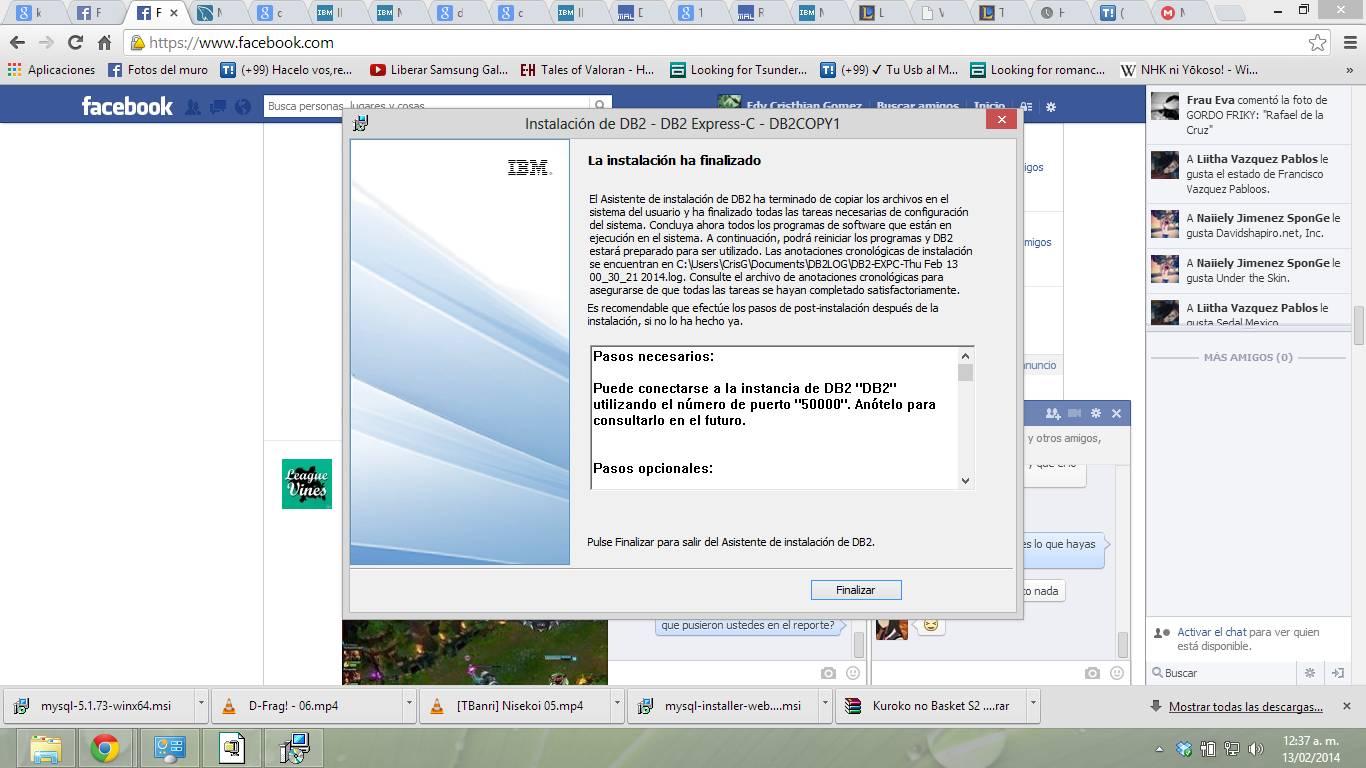 k
F
F
N
c
IBM
IBM
d
c
IBM
MAL
1
MAL
IBM
L
V
L
H
T! (
M
https://www.facebook.com
Aplicaciones
Fotos del muro
(+99) Hacelo vos,re...
Liberar Samsung Gal...
Tales of Valoran - H...
Looking for Tsunder...
(+99) ✓ Tu Usb al M...
Looking for romanc...
NHK ni Yōkoso! - Wi...
»
facebook
Busca personas, lugares y cosas
Edy Cristhian Gomez
Buscar amigos
Inicio
Instalación de DB2 - DB2 Express-C - DB2COPY1
IBM
La instalación ha finalizado
El Asistente de instalación de DB2 ha terminado de copiar los archivos en el
sistema del usuario y ha finalizado todas las tareas necesarias de configuración
del sistema. Concluya ahora todos los programas de software que están en
ejecución en el sistema. A continuación, podrá reiniciar los programas y DB2
estará preparado para ser utilizado. Las anotaciones cronológicas de instalación
se encuentran en C:\Users\CrisG\Documents\DB2LOG\DB2-EXPC-Thu Feb 13
00_30_21 2014.log. Consulte el archivo de anotaciones cronológicas para
asegurarse de que todas las tareas se hayan completado satisfactoriamente.
Es recomendable que efectúe los pasos de post-instalación después de la
instalación, si no lo ha hecho ya.
Pasos necesarios:
Puede conectarse a la instancia de DB2 "DB2"
utilizando el número de puerto "50000". Anótelo para
consultarlo en el futuro.
Pasos opcionales:
Pulse Finalizar para salir del Asistente de instalación de DB2.
Finalizar
igos
migos
nuncio
League
Vines
y otros amigos,
y que el lo
es lo que hayas
to nada
que pusieron ustedes en el reporte?
Frau Eva comentó la foto de
GORDO FRIKY: "Rafael de la
Cruz"
A Liitha Vazquez Pablos le
gusta el estado de Francisco
Vazquez Pabloos.
A Naiiely Jimenez SponGe le
gusta Davidshapiro.net, Inc.
A Naiiely Jimenez SponGe le
gusta Under the Skin.
A Liitha Vazquez Pablos le
gusta Sedal Mexico
MÁS AMIGOS (0)
Activar el chat para ver quien
está disponible.
Buscar
mysql-5.1.73-winx64.msi
D-Frag! - 06.mp4
[TBanri] Nisekoi 05.mp4
mysql-installer-web....msi
Kuroko no Basket S2 ....rar
Mostrar todas las descargas...
12:37 a. m.
13/02/2014